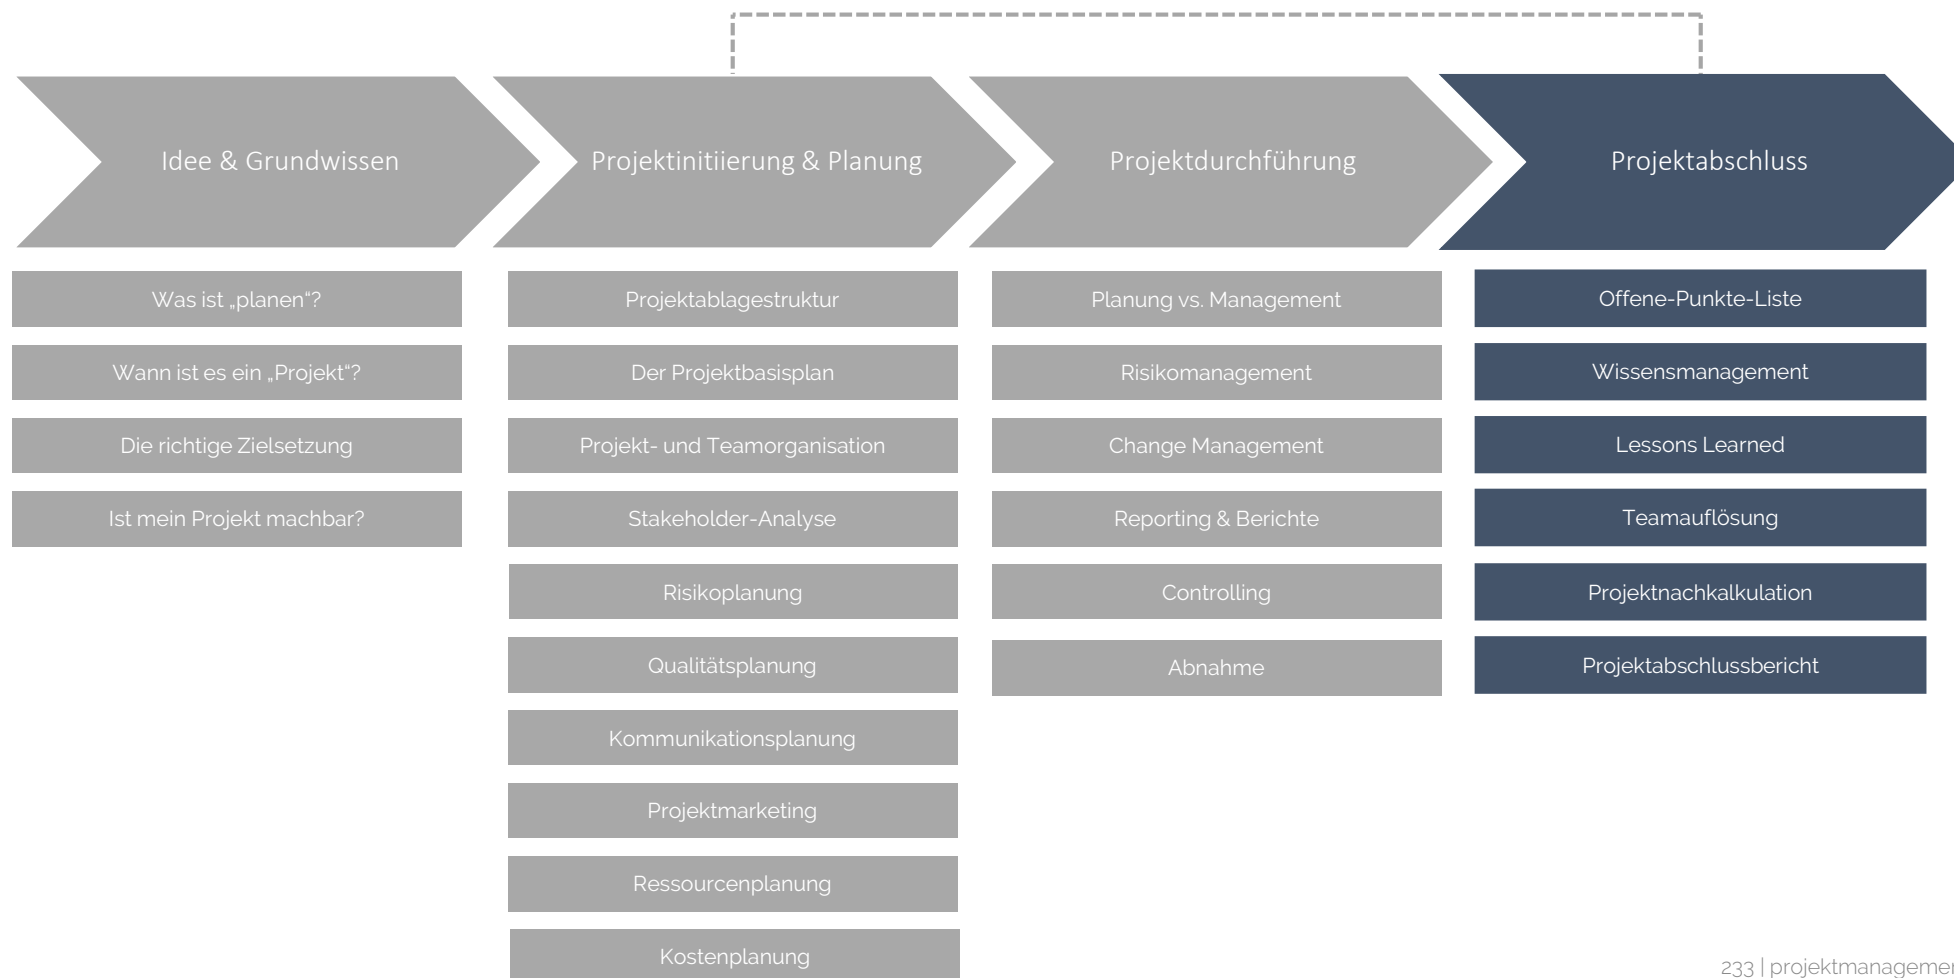 Idee & Grundwissen
Projektinitiierung & Planung
Projektdurchführung
Projektabschluss
Was ist „planen“?
Wann ist es ein „Projekt“?
Die richtige Zielsetzung
Ist mein Projekt machbar?
Projektablagestruktur
Der Projektbasisplan
Projekt- und Teamorganisation
Stakeholder-Analyse
Risikoplanung
Qualitätsplanung
Kommunikationsplanung
Projektmarketing
Ressourcenplanung
Kostenplanung
Planung vs. Management
Risikomanagement
Change Management
Reporting & Berichte
Controlling
Abnahme
Offene-Punkte-Liste
Wissensmanagement
Lessons Learned
Teamauflösung
Projektnachkalkulation
Projektabschlussbericht
233 | projektmanagemen